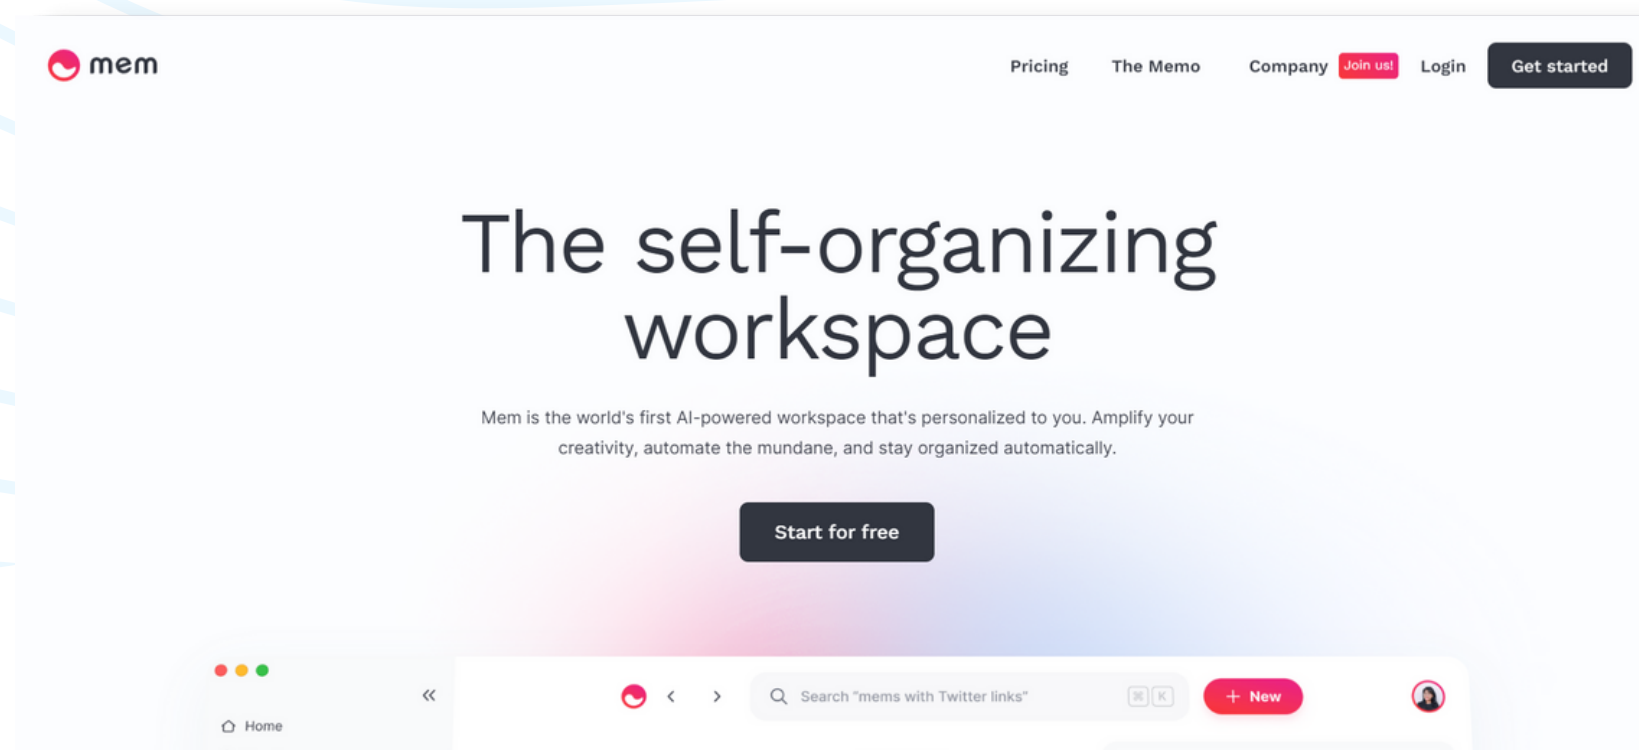 mem
Pricing
The Memo
Company
Join us!
Login
Get started
The self-organizing
workspace
Mem is the world's first AI-powered workspace that's personalized to you. Amplify your
creativity, automate the mundane, and stay organized automatically.
Start for free
Search "mems with Twitter links"
⌘ K
+ New
Home